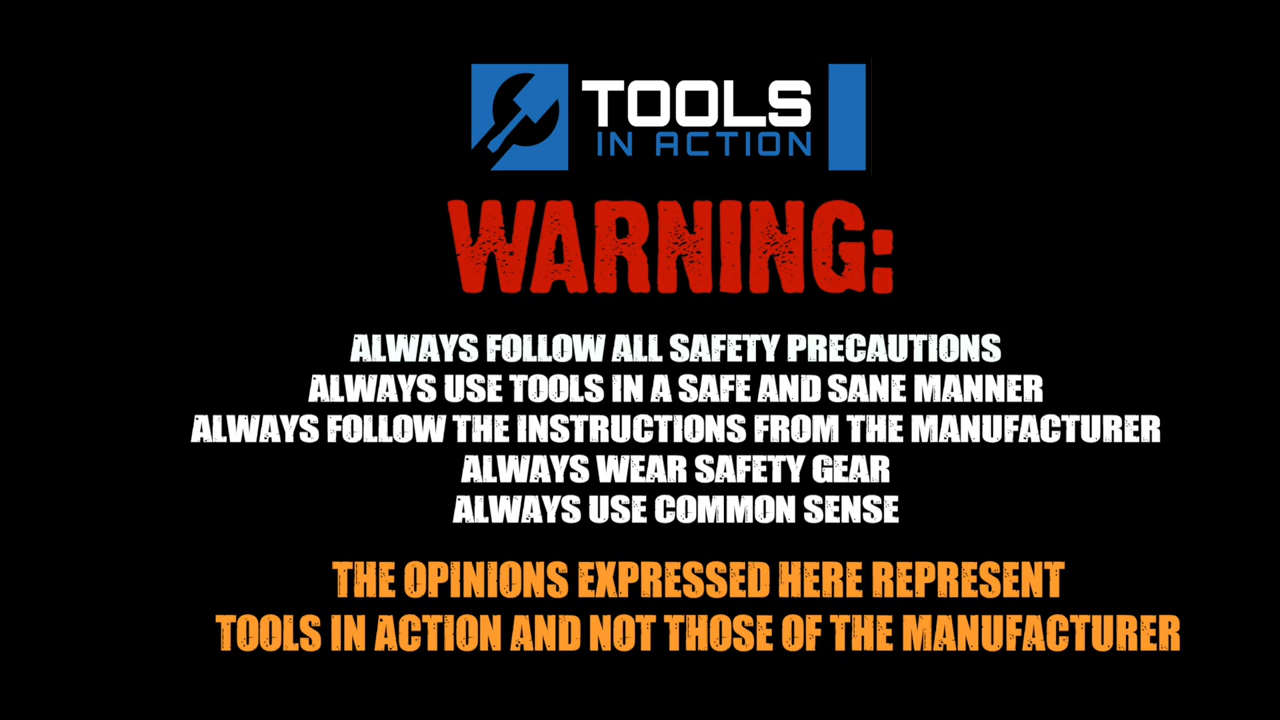 TOOLS
IN ACTION
WARNING:
ALWAYS FOLLOW ALL SAFETY PRECAUTIONS
ALWAYS USE TOOLS IN A SAFE AND SANE MANNER
ALWAYS FOLLOW THE INSTRUCTIONS FROM THE MANUFACTURER
ALWAYS WEAR SAFETY GEAR
ALWAYS USE COMMON SENSE
THE OPINIONS EXPRESSED HERE REPRESENT
TOOLS IN ACTION AND NOT THOSE OF THE MANUFACTURER